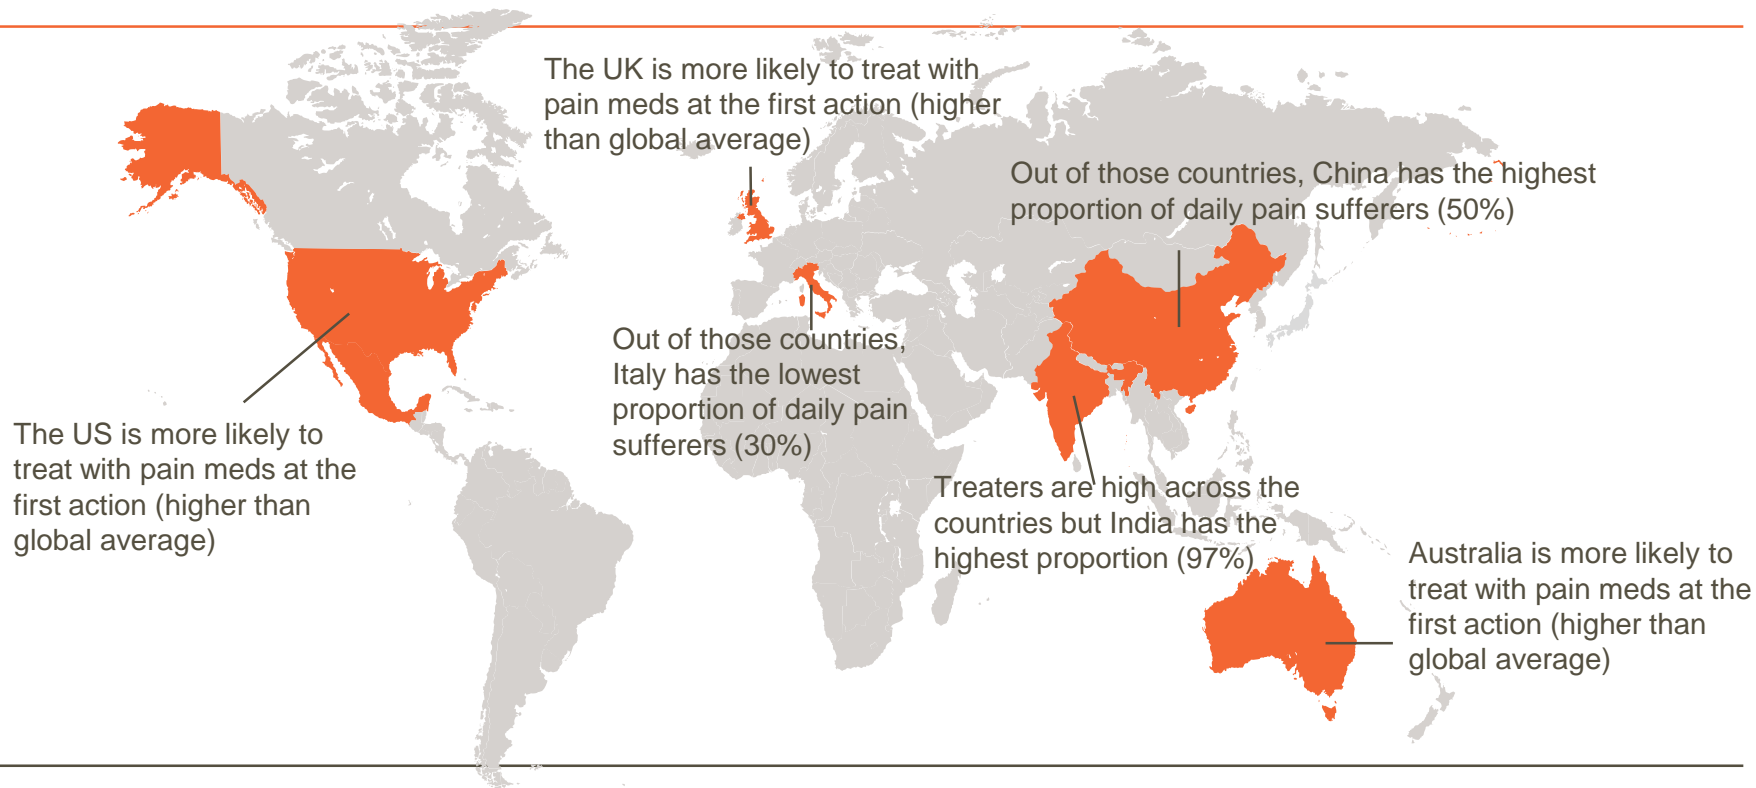 The UK is more likely to treat with
pain meds at the first action (higher
than global average)
Out of those countries, China has the highest
proportion of daily pain sufferers (50%)
Out of those countries,
Italy has the lowest
proportion of daily pain
sufferers (30%)
The US is more likely to
treat with pain meds at the
first action (higher than
global average)
Treaters are high across the
countries but India has the
highest proportion (97%)
Australia is more likely to
treat with pain meds at the
first action (higher than
global average)